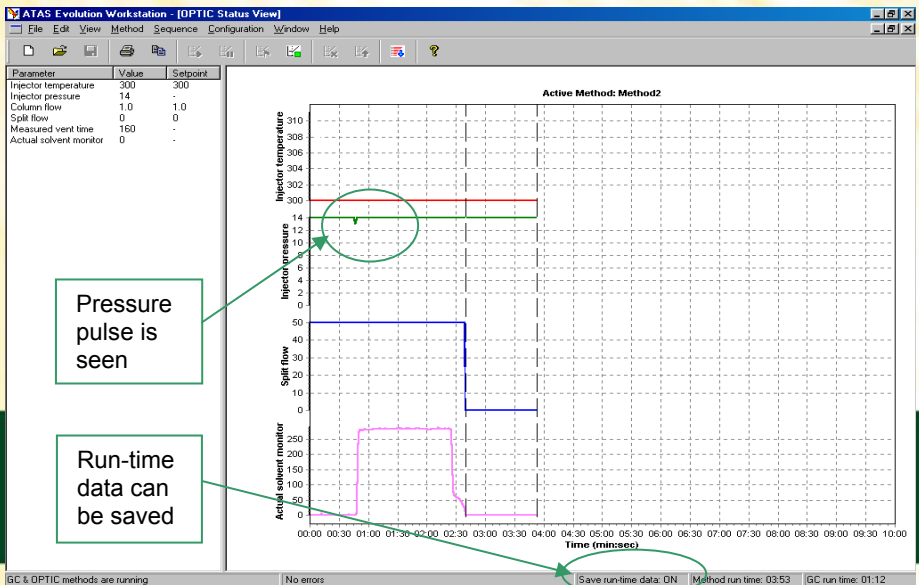 ATAS Evolution Workstation - [OPTIC Status View]
File Edit View Method Sequence Configuration Window Help
Parameter Value Setpoint
Injector temperature 300 300
Injector pressure 14 -
Column flow 1.0 1.0
Split flow 0 0
Measured vent time 160 -
Actual solvent monitor 0 -
Active Method: Method2
Injector temperature
310
308
306
304
302
300
Injector pressure
14
12
10
8
6
4
2
0
Split flow
50
40
30
20
10
0
Actual solvent monitor
250
200
150
100
50
0
00:00 00:30 01:00 01:30 02:00 02:30 03:00 03:30 04:00 04:30 05:00 05:30 06:00 06:30 07:00 07:30 08:00 08:30 09:00 09:30 10:00
Time (min:sec)
Pressure
pulse is
seen
Run-time
data can
be saved
GC & OPTIC methods are running No errors Save run-time data: ON Method run time: 03:53 GC run time: 01:12